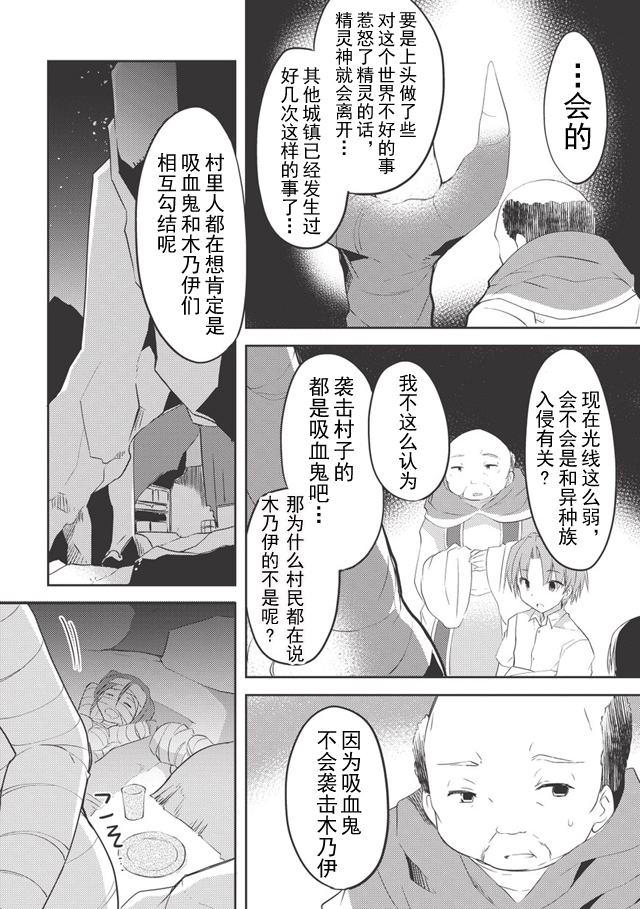 …会的
要是上头做了些
对这个世界不好的事
惹怒了精灵的话，
精灵神就会离开…
其他城镇已经发生过
好几次这样的事了…
现在光线这么弱，
会不会是和异种族
入侵有关？
我不这么认为
袭击村子的
都是吸血鬼吧…
那为什么村民都在说
木乃伊的不是呢？
因为吸血鬼
不会袭击木乃伊
村里人都在想肯定是
吸血鬼和木乃伊们
相互勾结呢